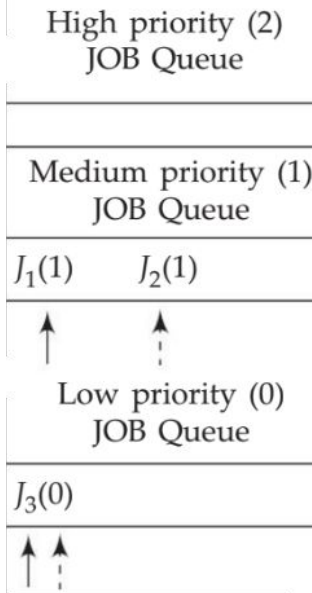 High priority (2)
JOB Queue
Medium priority (1)
JOB Queue
J₁(1) J₂(1)
Low priority (0)
JOB Queue
J₃(0)